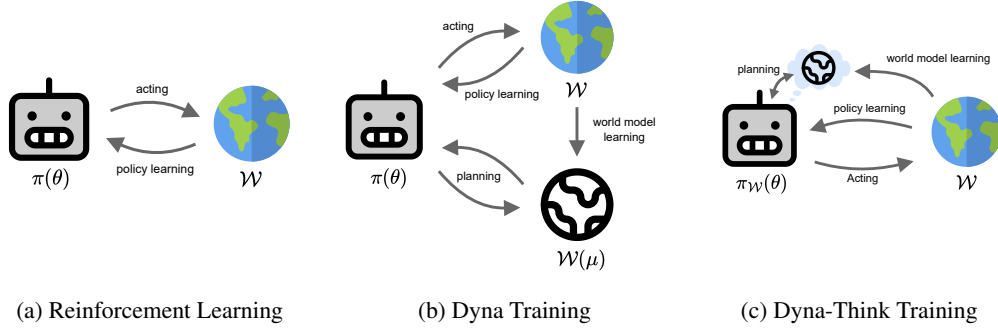 acting
policy learning
π(θ)
𝒲
(a) Reinforcement Learning
acting
policy learning
𝒲
world model
learning
planning
π(θ)
𝒲(μ)
(b) Dyna Training
planning
world model learning
policy learning
Acting
π𝒲(θ)
𝒲
(c) Dyna-Think Training